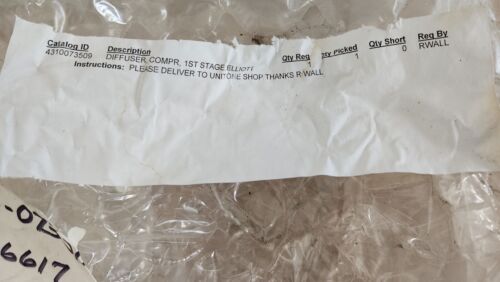 Catalog ID Description Qty Req Qty Picked Qty Short Req By
4310073509 DIFFUSER, COMPR, 1ST STAGE ELLIOTT 1 1 0 RWALL
Instructions: PLEASE DELIVER TO UNITONE SHOP THANKS R WALL
6617